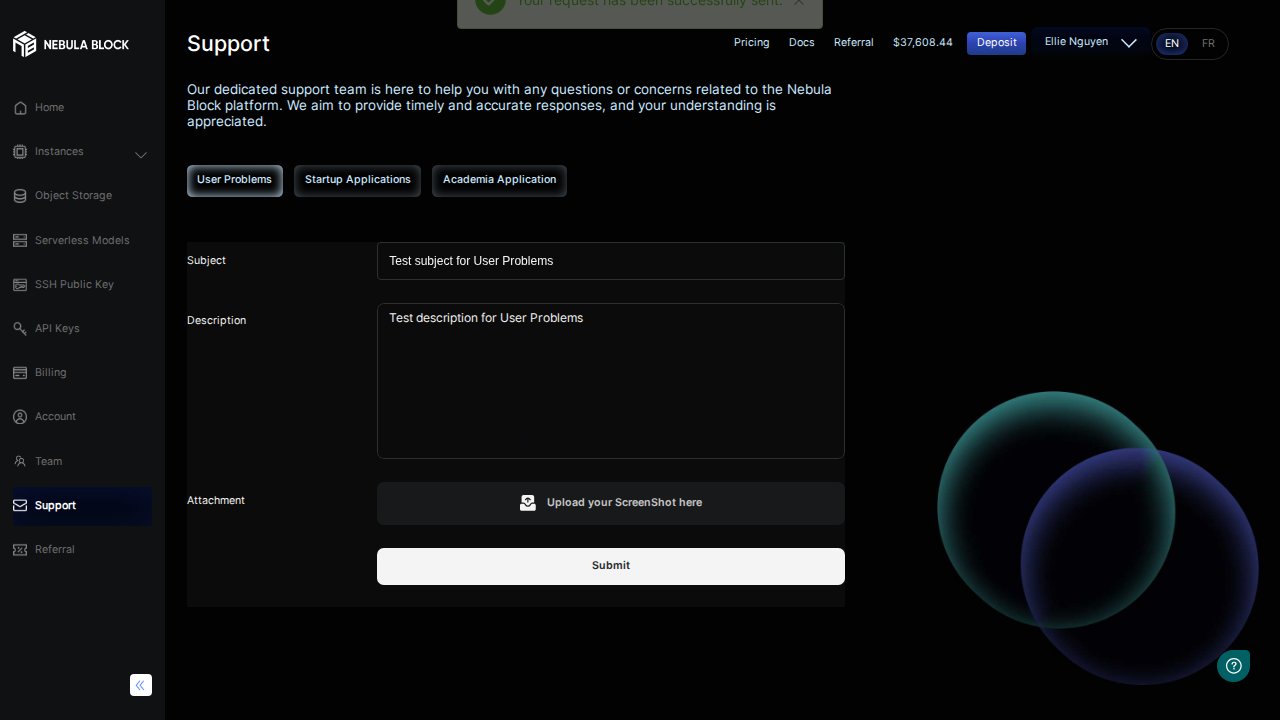 Your request has been successfully sent.
NEBULA BLOCK
Support
Pricing
Docs
Referral
$37,608.44
Deposit
Ellie Nguyen
EN
FR
Our dedicated support team is here to help you with any questions or concerns related to the Nebula
Block platform. We aim to provide timely and accurate responses, and your understanding is
appreciated.
Home
Instances
Object Storage
Serverless Models
SSH Public Key
API Keys
Billing
Account
Team
Support
Referral
User Problems
Startup Applications
Academia Application
Subject
Test subject for User Problems
Description
Test description for User Problems
Attachment
Upload your ScreenShot here
Submit